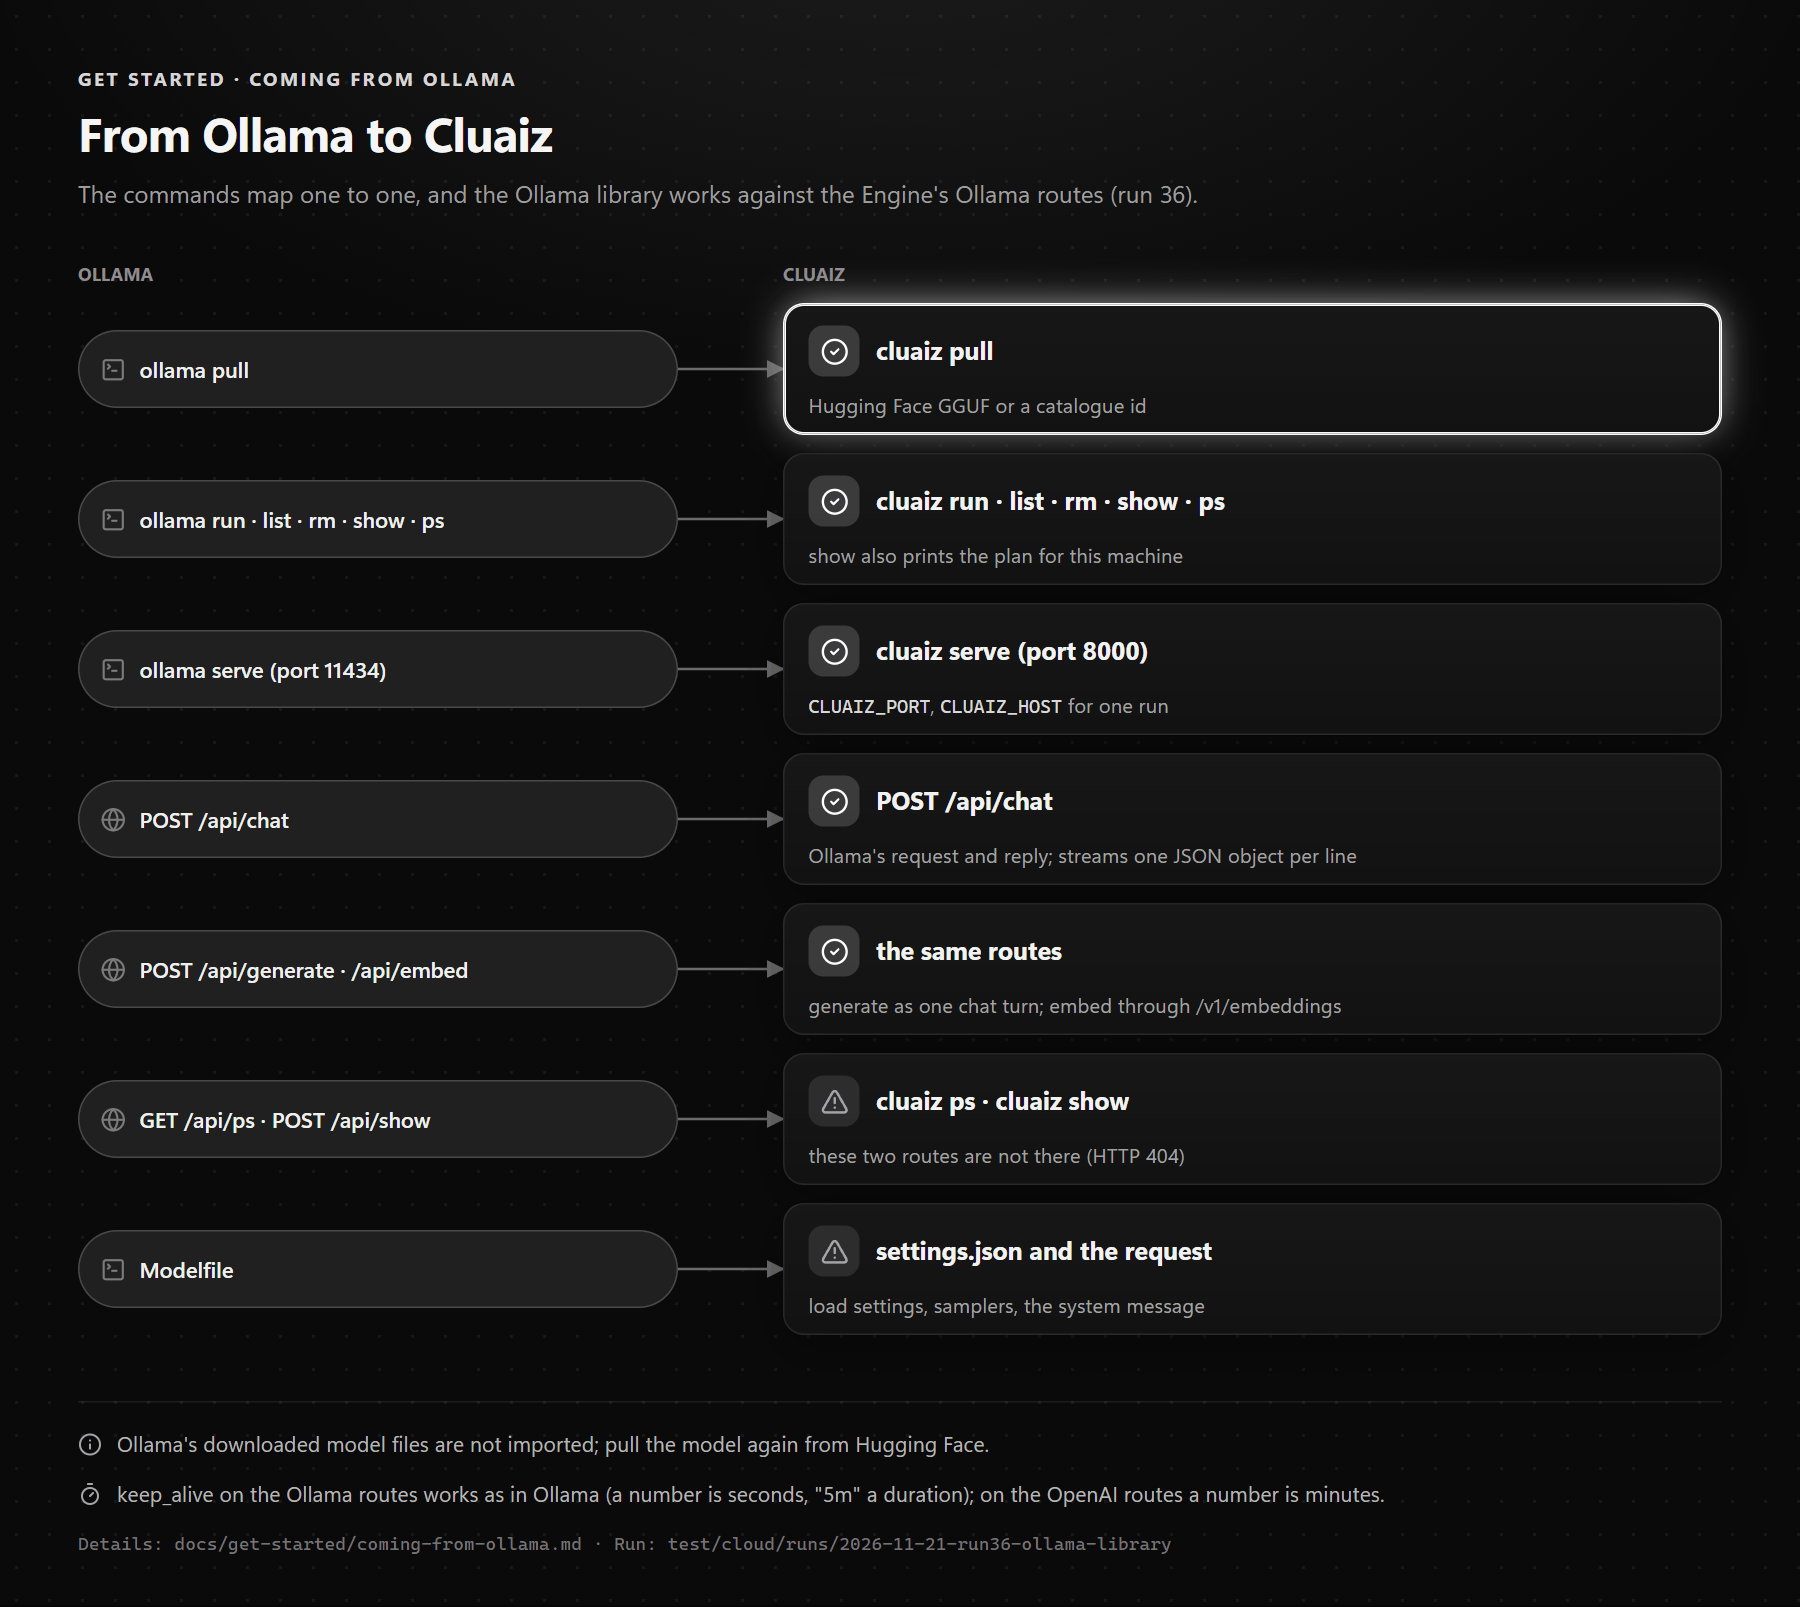 GET STARTED · COMING FROM OLLAMA
From Ollama to Cluaiz
The commands map one to one, and the Ollama library works against the Engine's Ollama routes (run 36).
OLLAMA
CLUAIZ
ollama pull
cluaiz pull
Hugging Face GGUF or a catalogue id
ollama run · list · rm · show · ps
cluaiz run · list · rm · show · ps
show also prints the plan for this machine
ollama serve (port 11434)
cluaiz serve (port 8000)
CLUAIZ_PORT, CLUAIZ_HOST for one run
POST /api/chat
POST /api/chat
Ollama's request and reply; streams one JSON object per line
POST /api/generate · /api/embed
the same routes
generate as one chat turn; embed through /v1/embeddings
GET /api/ps · POST /api/show
cluaiz ps · cluaiz show
these two routes are not there (HTTP 404)
Modelfile
settings.json and the request
load settings, samplers, the system message
Ollama's downloaded model files are not imported; pull the model again from Hugging Face.
keep_alive on the Ollama routes works as in Ollama (a number is seconds, "5m" a duration); on the OpenAI routes a number is minutes.
Details: docs/get-started/coming-from-ollama.md · Run: test/cloud/runs/2026-11-21-run36-ollama-library